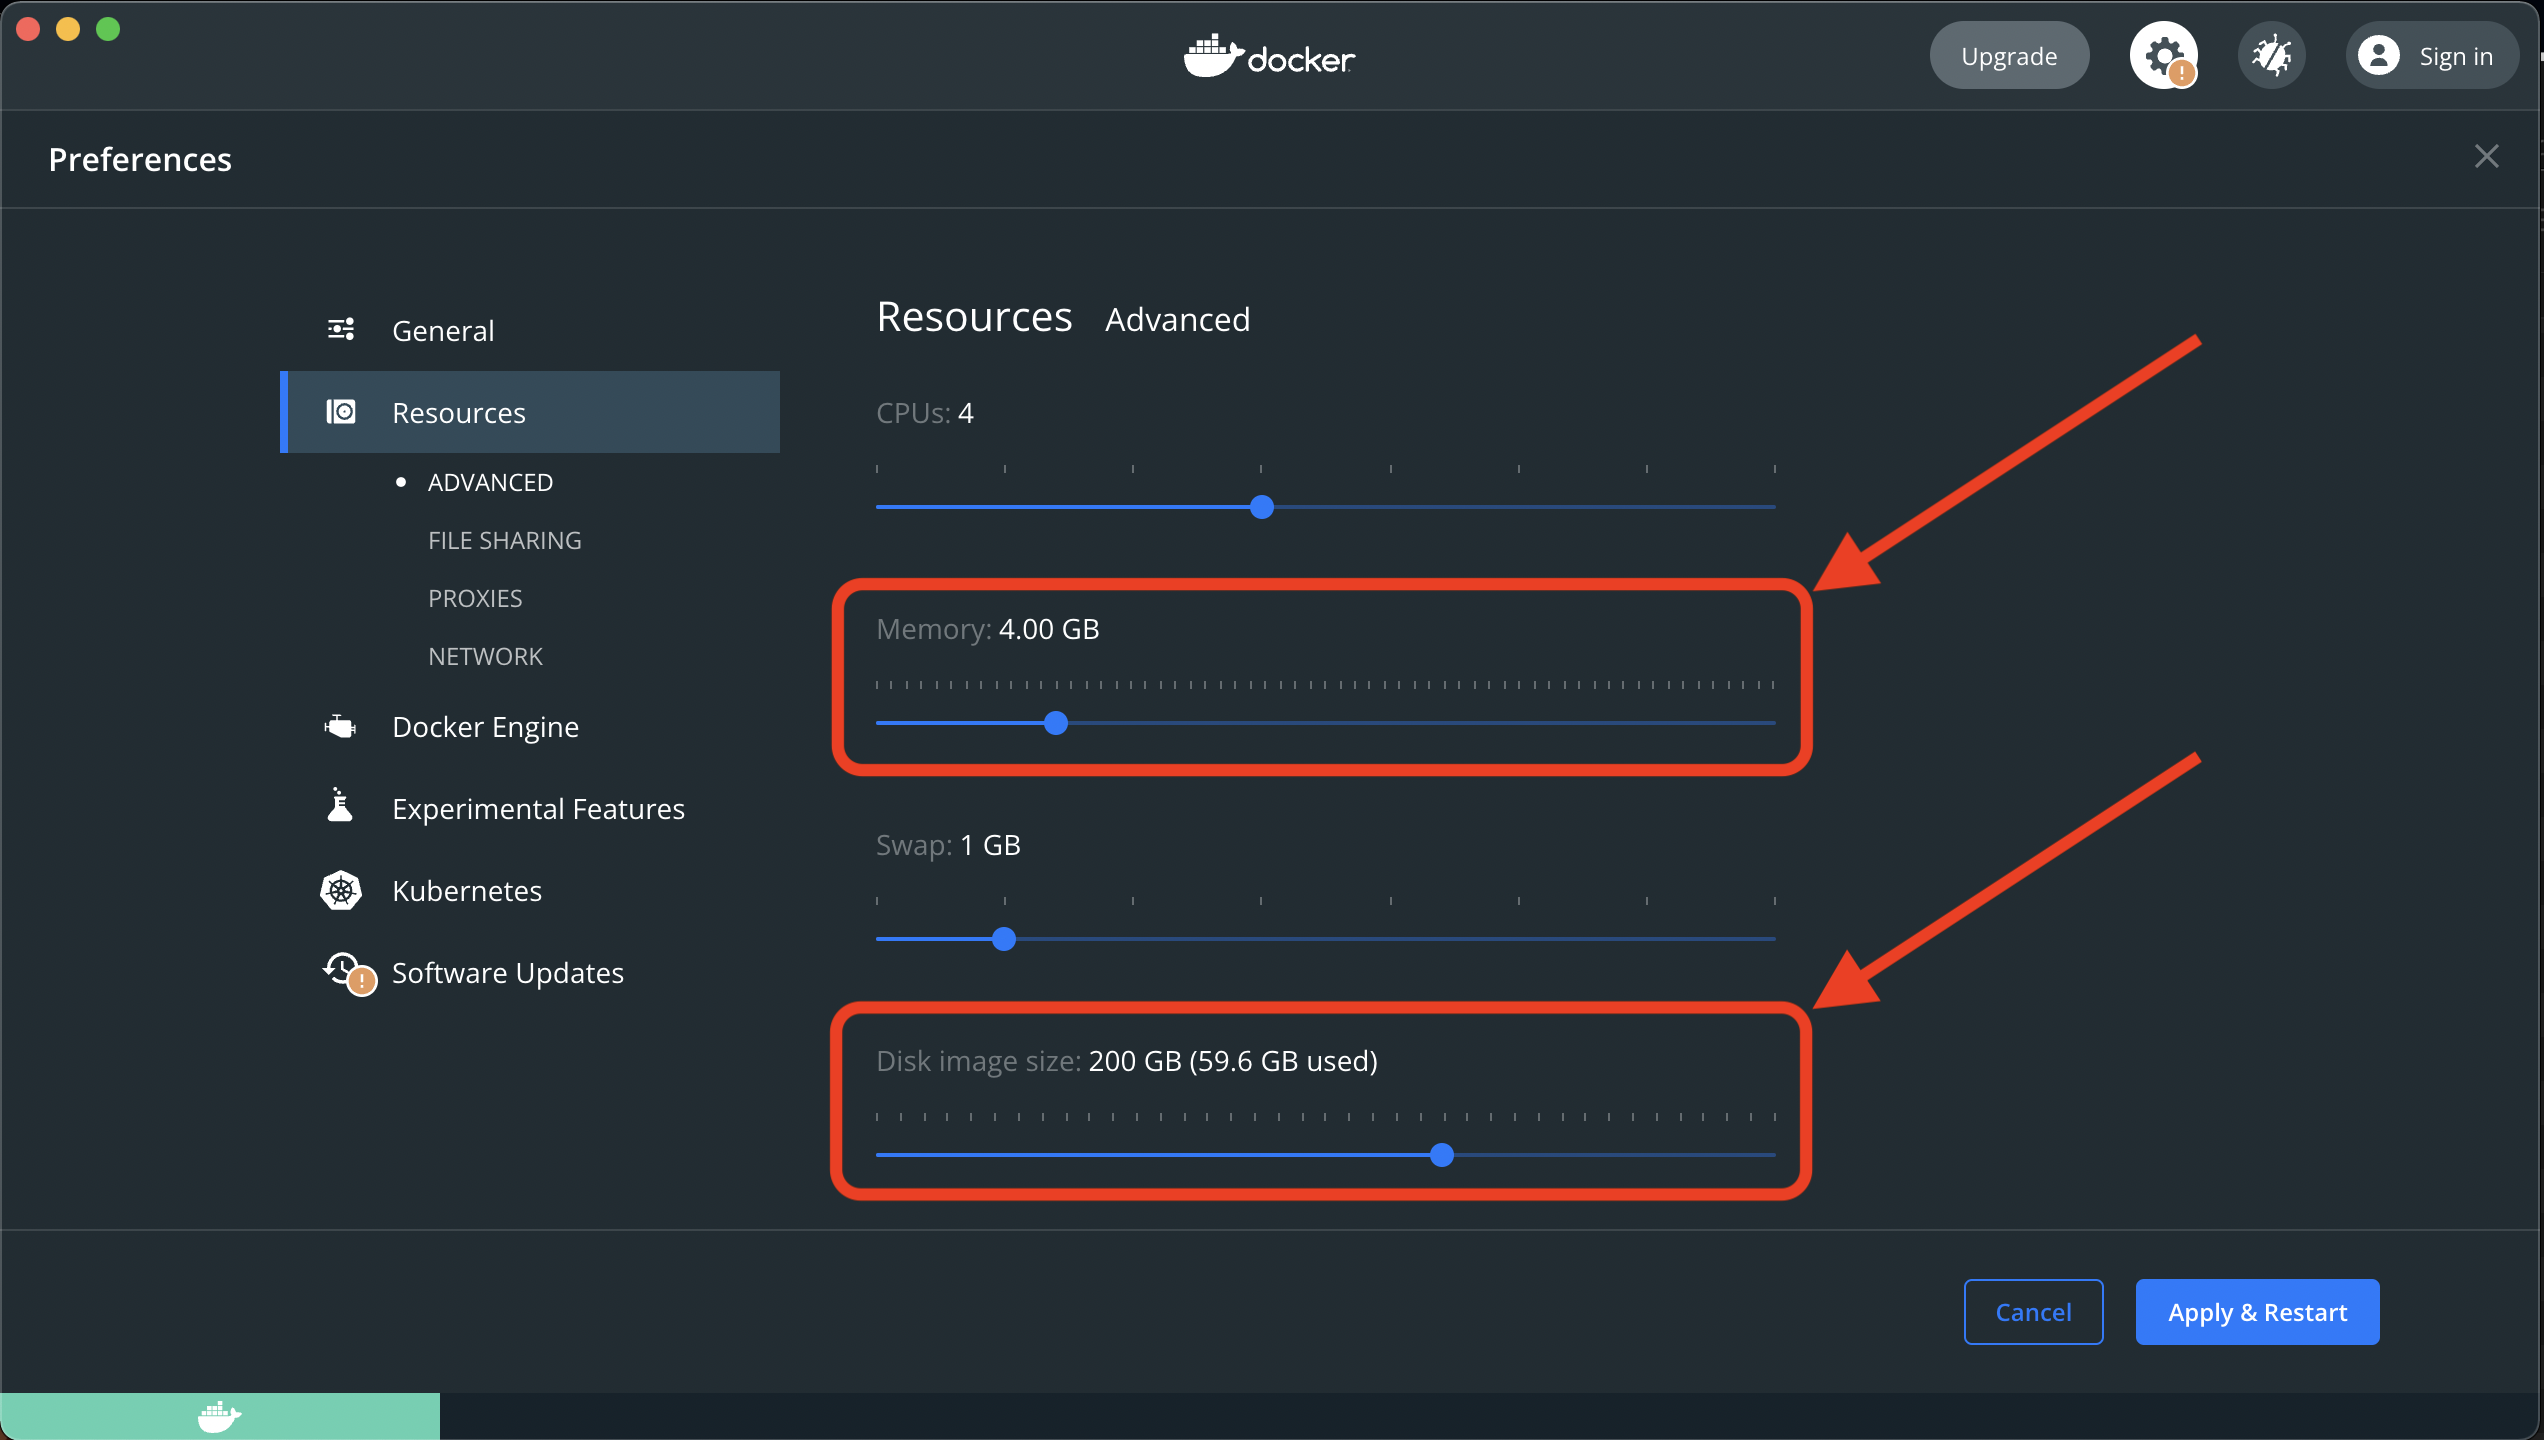 docker
Upgrade
Sign in
Preferences
General
Resources
ADVANCED
FILE SHARING
PROXIES
NETWORK
Docker Engine
Experimental Features
Kubernetes
Software Updates
Resources Advanced
CPUs: 4
Memory: 4.00 GB
Swap: 1 GB
Disk image size: 200 GB (59.6 GB used)
Cancel
Apply & Restart